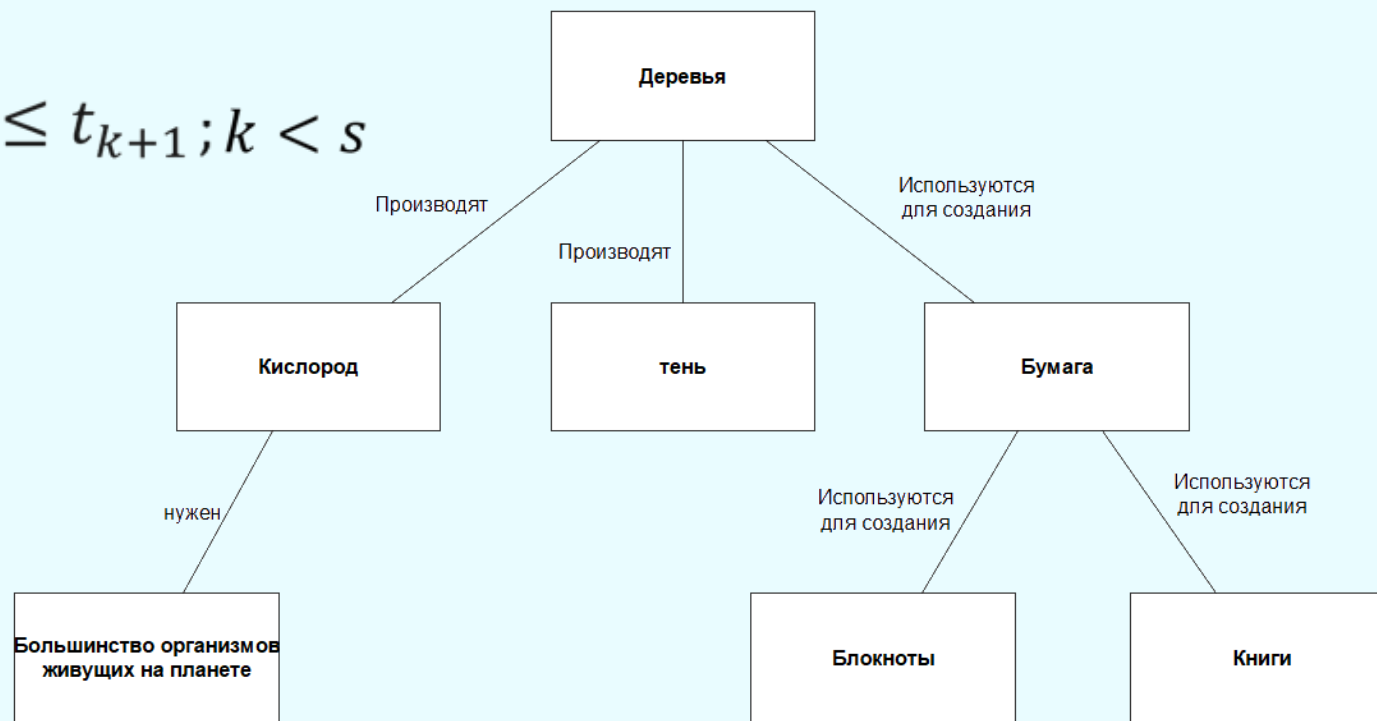 Деревья
≤ t_{k+1}; k < s
Производят
Производят
Используются
для создания
Кислород
тень
Бумага
нужен
Используются
для создания
Используются
для создания
Большинство организмов
живущих на планете
Блокноты
Книги